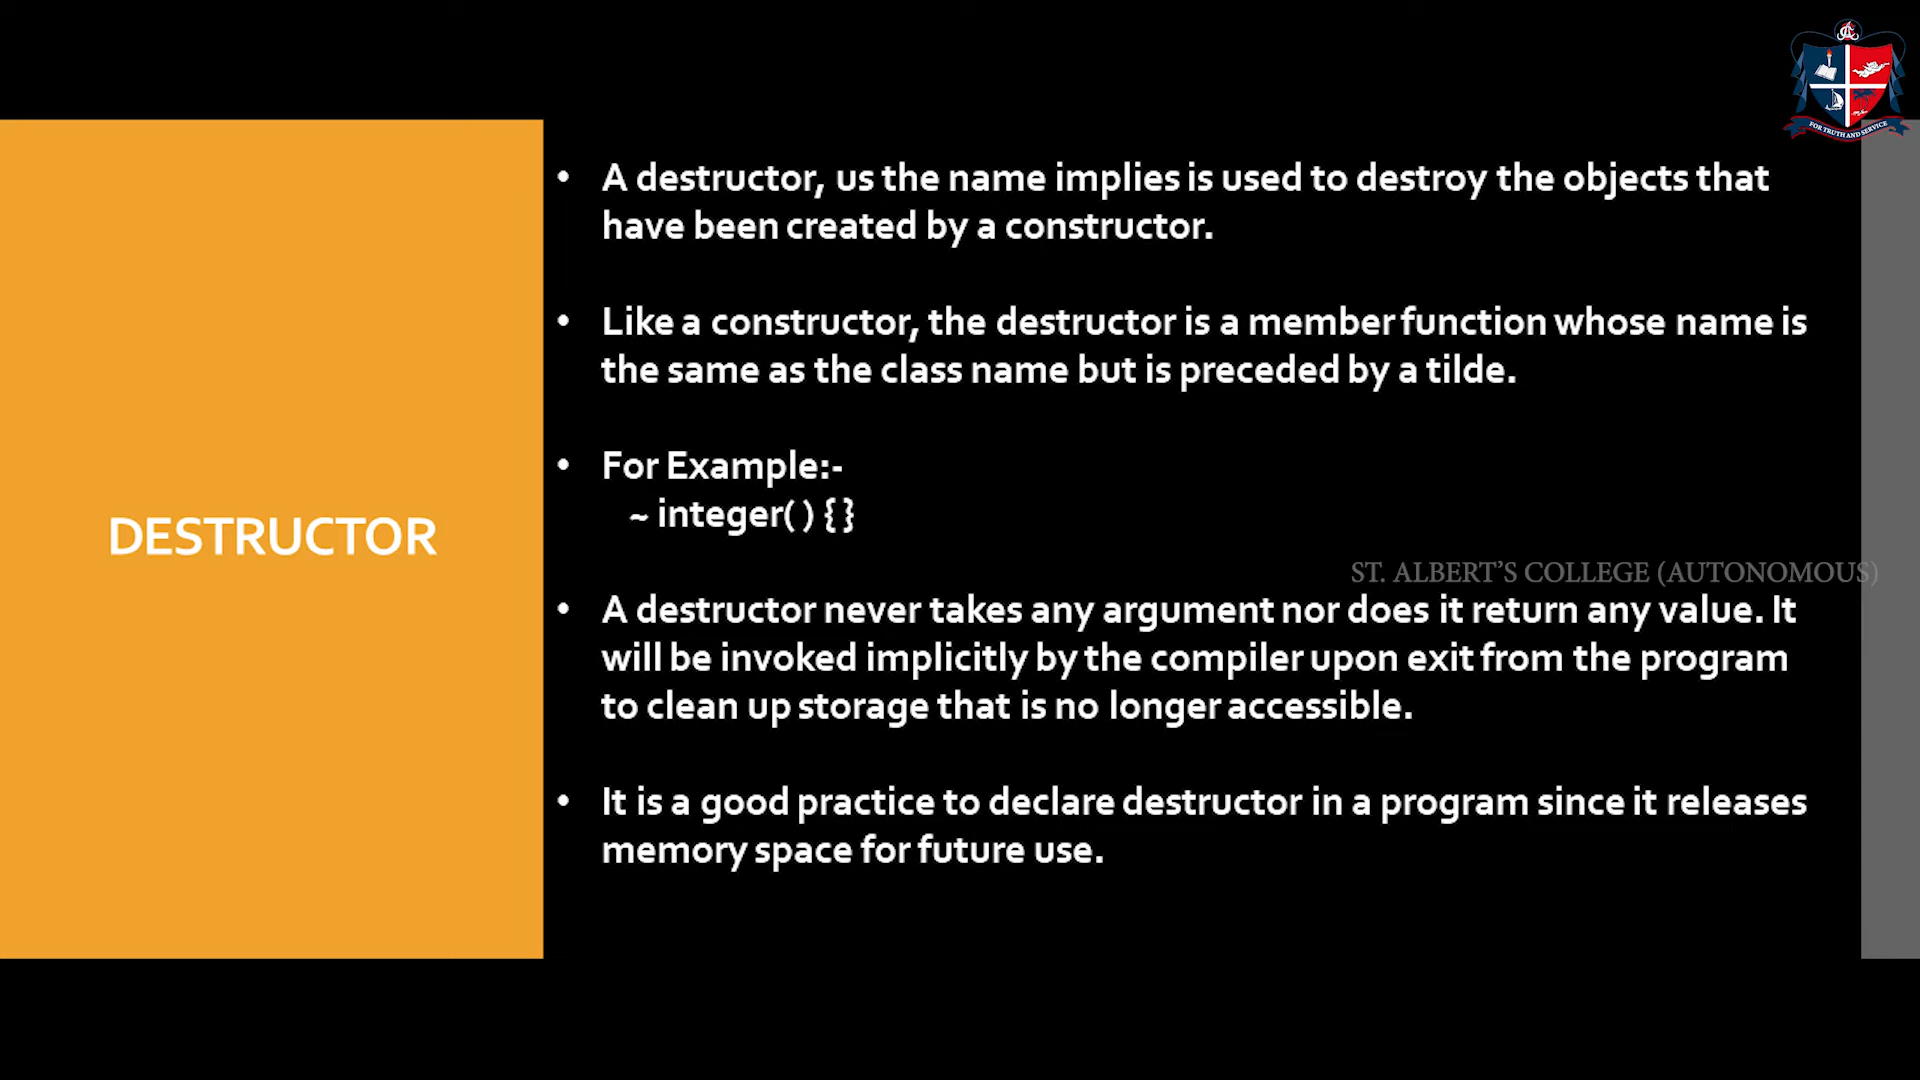 FOR TRUTH AND SERVICE
DESTRUCTOR
• A destructor, us the name implies is used to destroy the objects that
have been created by a constructor.
• Like a constructor, the destructor is a member function whose name is
the same as the class name but is preceded by a tilde.
• For Example:-
~ integer( ) { }
ST. ALBERT'S COLLEGE (AUTONOMOUS)
• A destructor never takes any argument nor does it return any value. It
will be invoked implicitly by the compiler upon exit from the program
to clean up storage that is no longer accessible.
• It is a good practice to declare destructor in a program since it releases
memory space for future use.